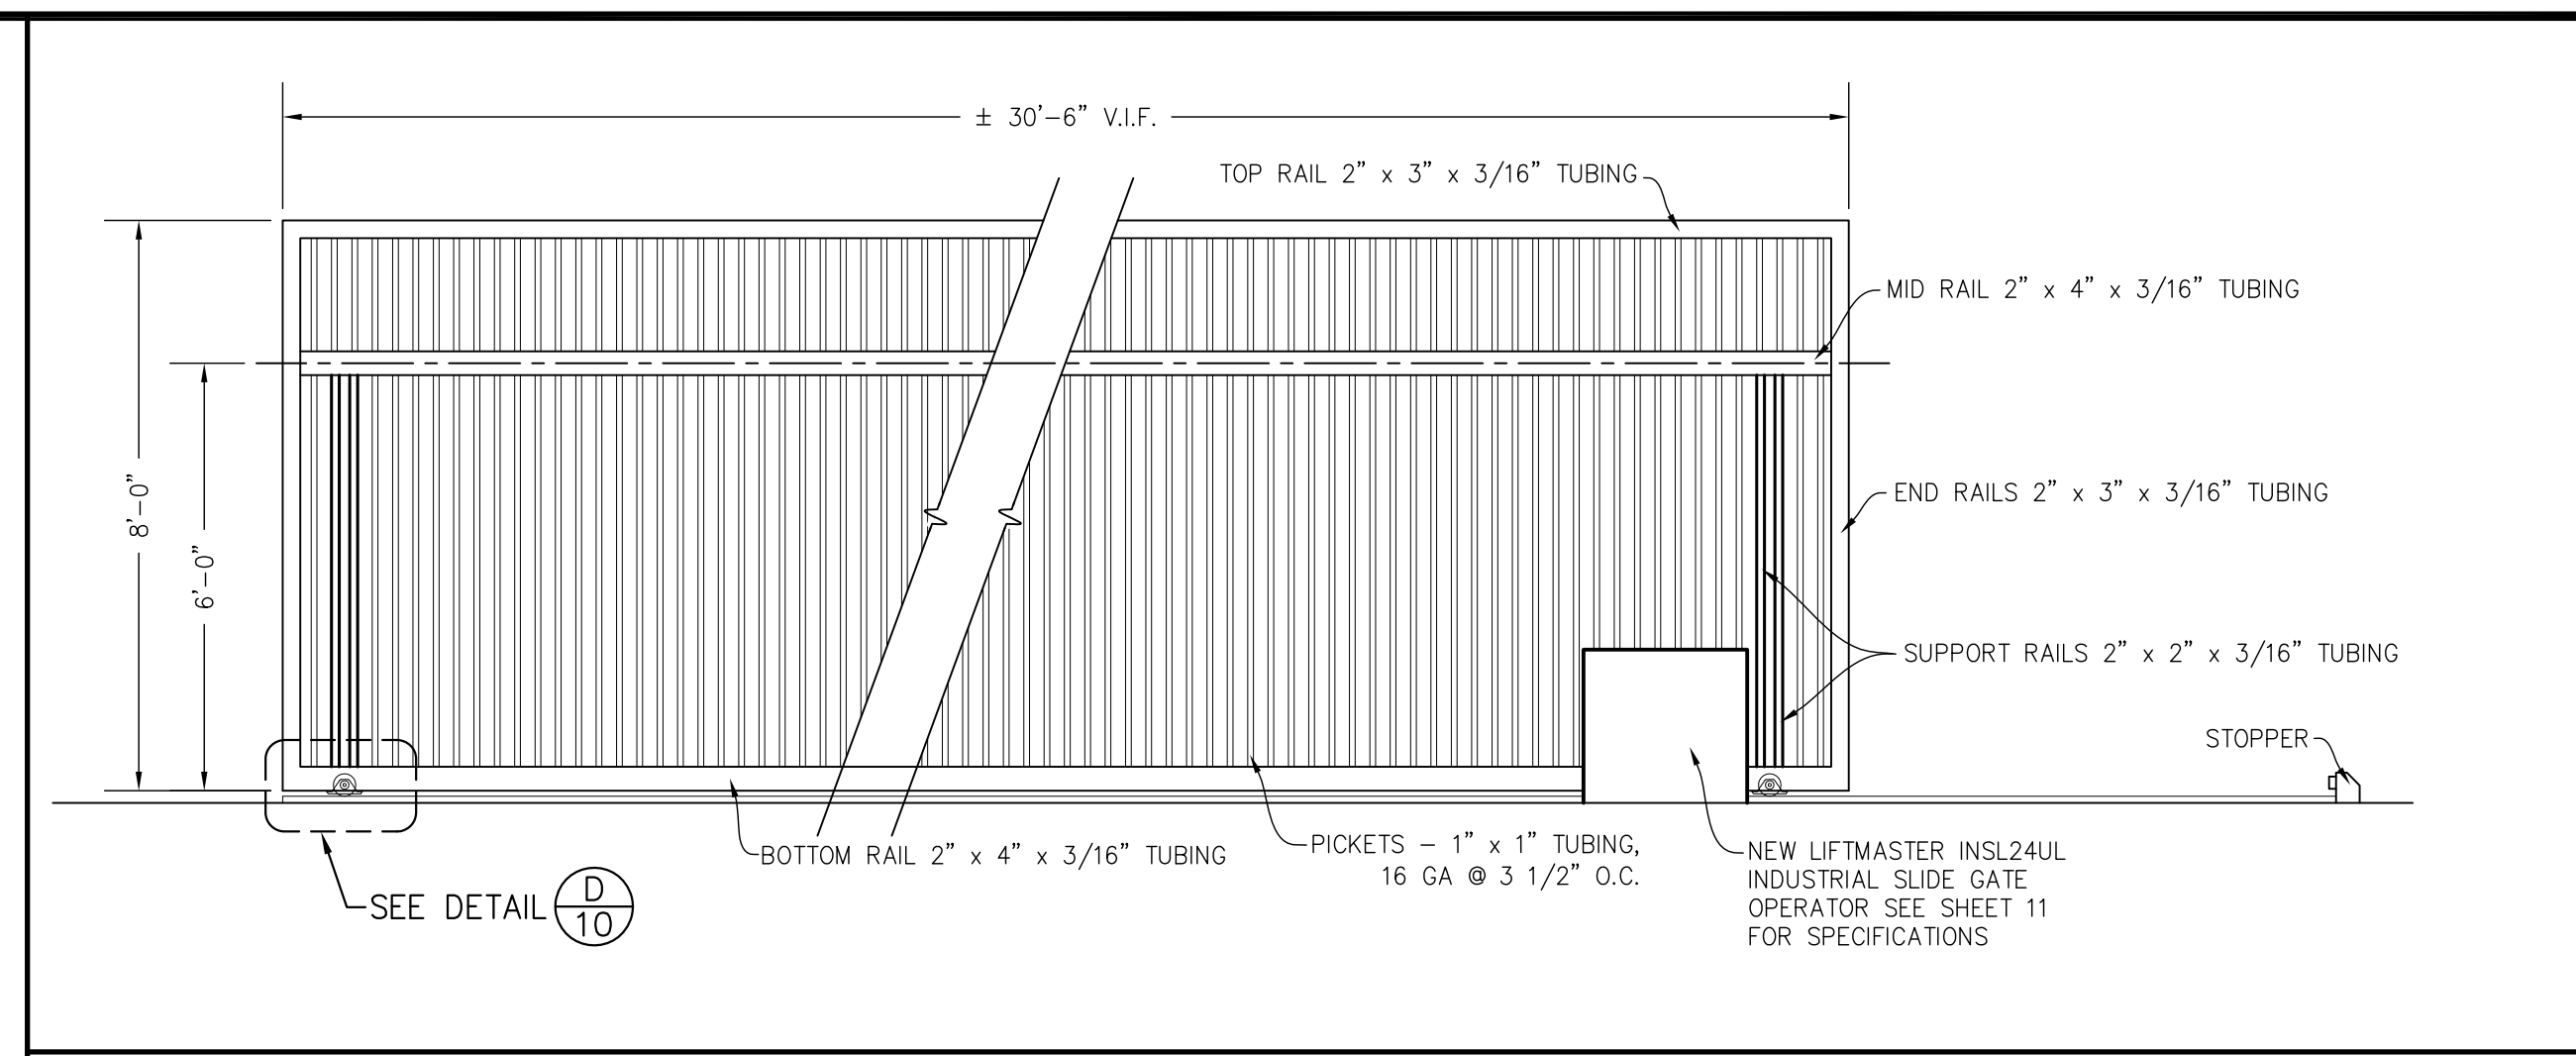 ± 30'-6" V.I.F.
TOP RAIL 2" x 3" x 3/16" TUBING
MID RAIL 2" x 4" x 3/16" TUBING
8'-0"
6'-0"
END RAILS 2" x 3" x 3/16" TUBING
SUPPORT RAILS 2" x 2" x 3/16" TUBING
STOPPER
BOTTOM RAIL 2" x 4" x 3/16" TUBING
PICKETS – 1" x 1" TUBING,
16 GA @ 3 1/2" O.C.
NEW LIFTMASTER INSL24UL
INDUSTRIAL SLIDE GATE
OPERATOR SEE SHEET 11
FOR SPECIFICATIONS
SEE DETAIL
D
10